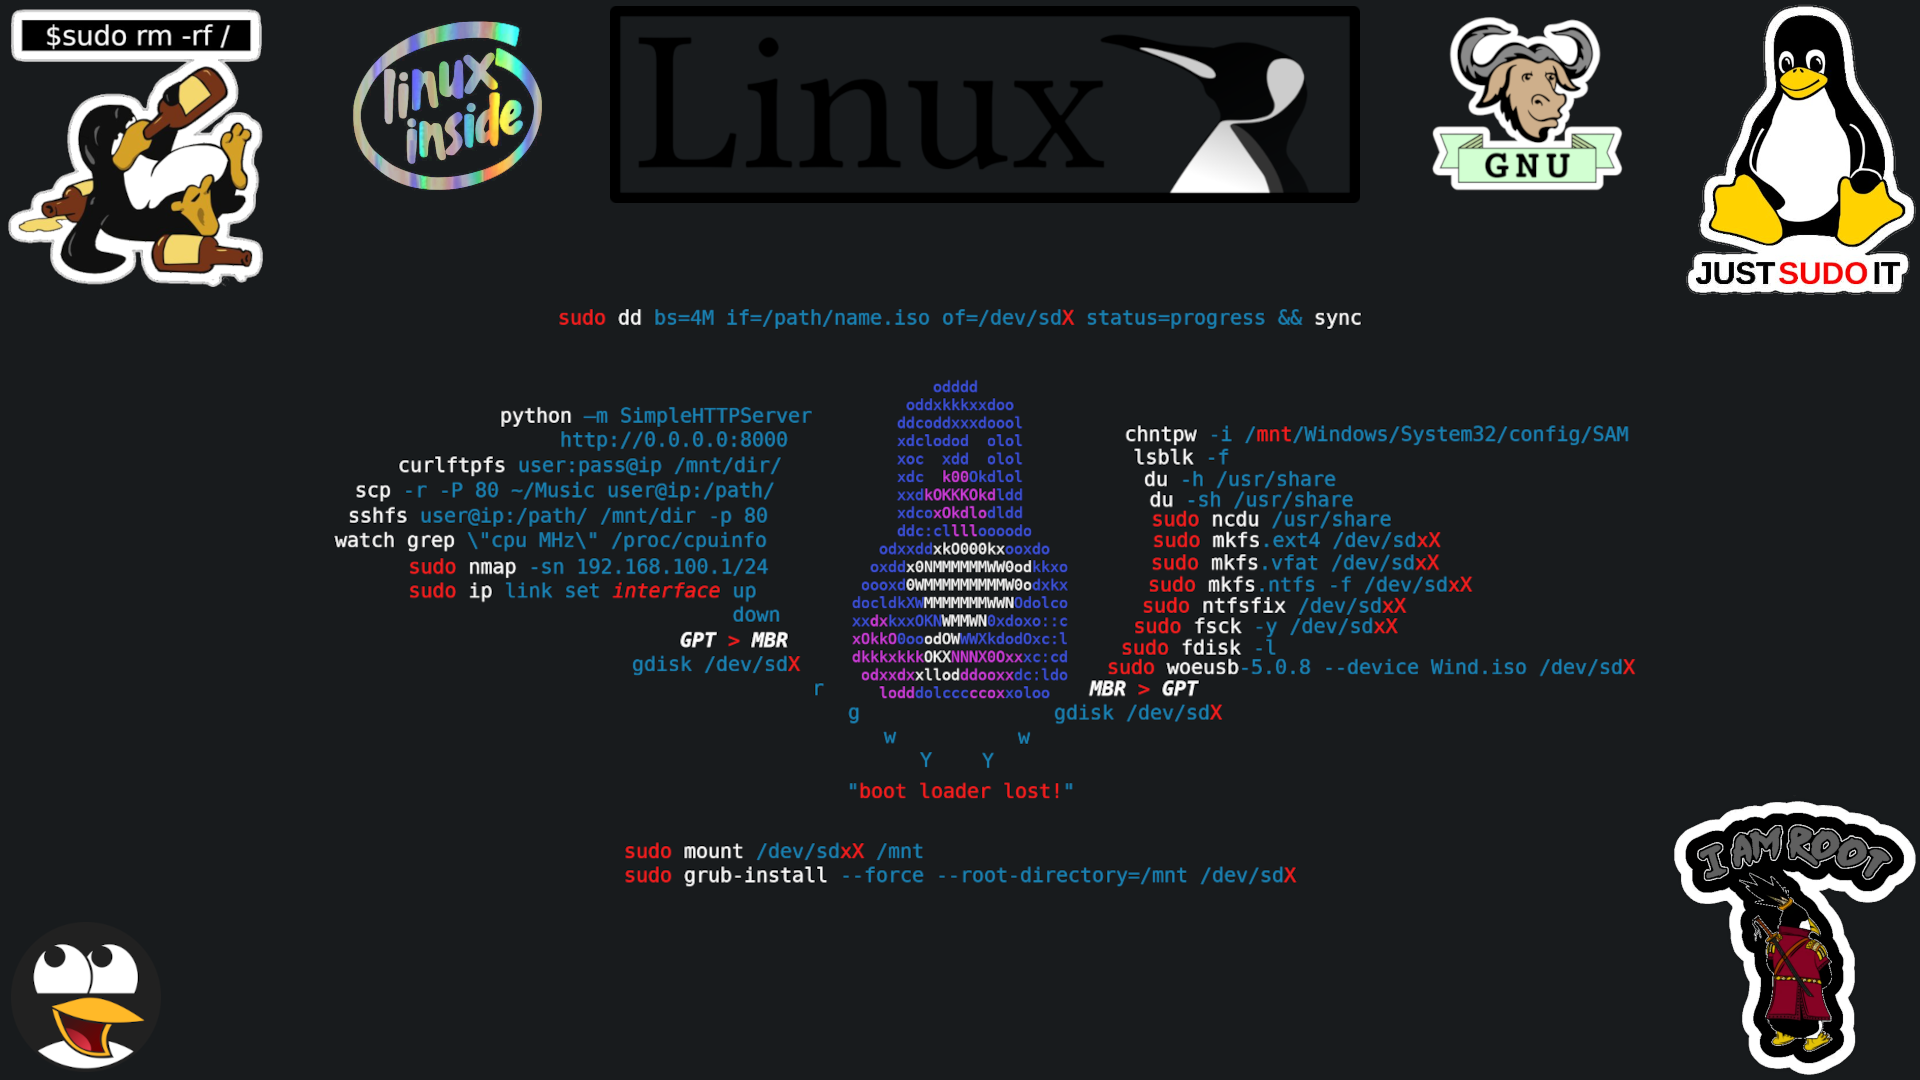 $sudo rm -rf /
linux
inside
Linux
GNU
JUST SUDO IT
sudo dd bs=4M if=/path/name.iso of=/dev/sdX status=progress && sync
python –m SimpleHTTPServer
http://0.0.0.0:8000
curlftpfs user:pass@ip /mnt/dir/
scp -r -P 80 ~/Music user@ip:/path/
sshfs user@ip:/path/ /mnt/dir -p 80
watch grep \"cpu MHz\" /proc/cpuinfo
sudo nmap -sn 192.168.100.1/24
sudo ip link set interface up
down
GPT > MBR
gdisk /dev/sdX
r
g
w
Y
odddd
oddxkkkxxdoo
ddcoddxxxdoool
xdclodod  olol
xoc  xdd  olol
xdc  k00Okdlol
xxdkOKKKOkdldd
xdcoxOkdlodldd
ddc:clllloooodo
odxxddxkO000kxooxdo
oxddx0NMMMMMMWW0odkkxo
oooxd0WMMMMMMMMMW0odxkx
docldkXWMMMMMMMWWNOdolco
xxdxkxxOKNWMMWN0xdoxo::c
xOkkO0ooodOWWWXkdodOxc:l
dkkkxkkkOKXNNNX0Oxxxc:cd
odxxdxxllodddooxxdc:ldo
lodddolcccccoxxoloo
chntpw -i /mnt/Windows/System32/config/SAM
lsblk -f
du -h /usr/share
du -sh /usr/share
sudo ncdu /usr/share
sudo mkfs.ext4 /dev/sdxX
sudo mkfs.vfat /dev/sdxX
sudo mkfs.ntfs -f /dev/sdxX
sudo ntfsfix /dev/sdxX
sudo fsck -y /dev/sdxX
sudo fdisk -l
sudo woeusb-5.0.8 --device Wind.iso /dev/sdX
MBR > GPT
gdisk /dev/sdX
w
Y
"boot loader lost!"
sudo mount /dev/sdxX /mnt
sudo grub-install --force --root-directory=/mnt /dev/sdX
I AM ROOT